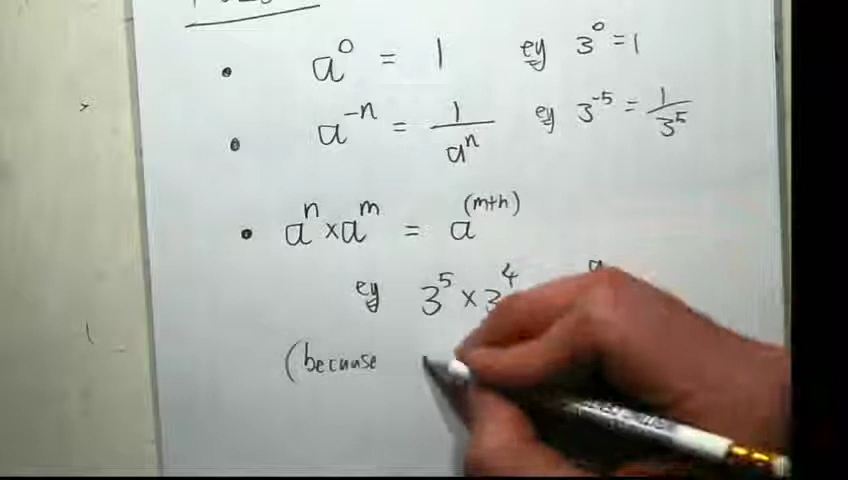 • a⁰ = 1 eg 3⁰ = 1
• a⁻ⁿ = 1/aⁿ eg 3⁻⁵ = 1/3⁵
• aⁿ × aᵐ = a⁽ᵐ⁺ⁿ⁾
eg 3⁵ × 3⁴
(because